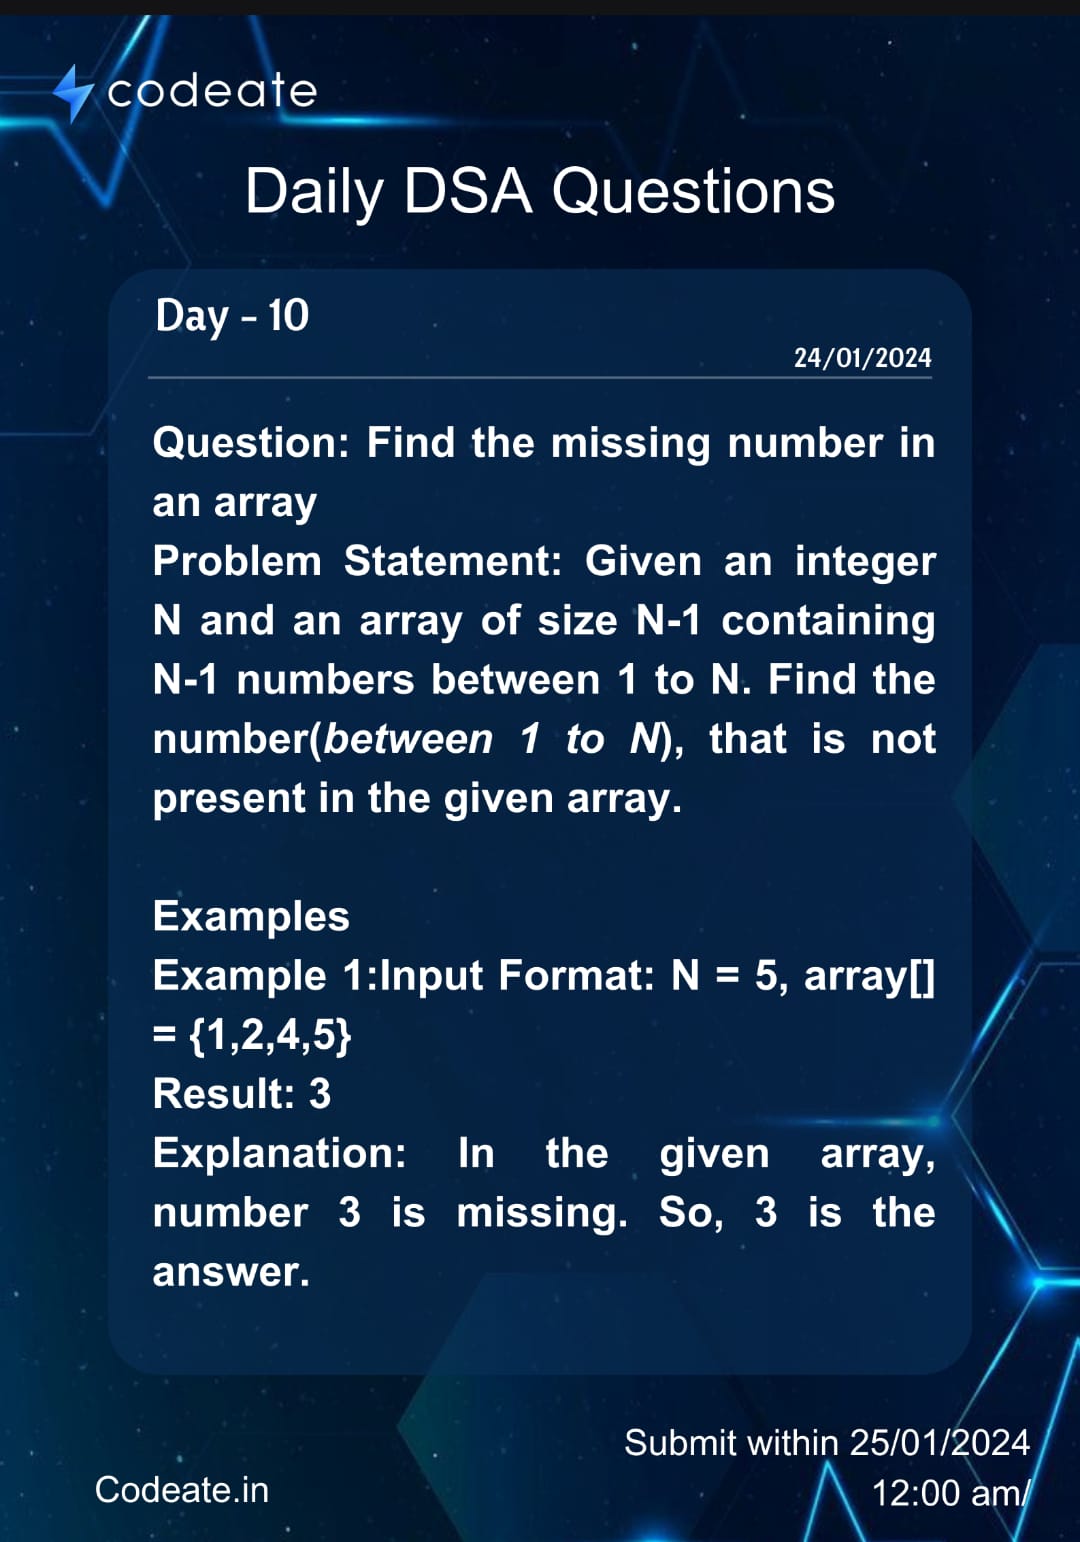 codeate
Daily DSA Questions
Day - 10
24/01/2024
Question: Find the missing number in
an array
Problem Statement: Given an integer
N and an array of size N-1 containing
N-1 numbers between 1 to N. Find the
number(between 1 to N), that is not
present in the given array.
Examples
Example 1:Input Format: N = 5, array[]
= {1,2,4,5}
Result: 3
Explanation: In the given array,
number 3 is missing. So, 3 is the
answer.
Submit within 25/01/2024
12:00 am/
Codeate.in